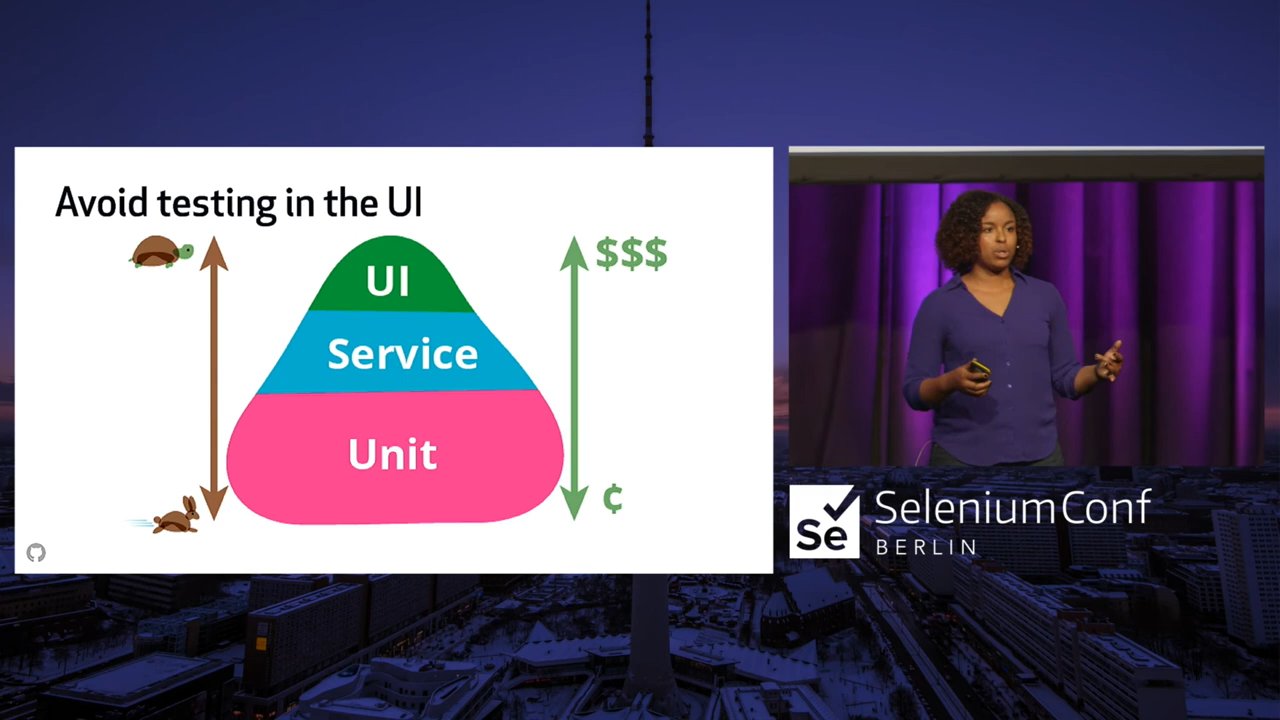 Avoid testing in the UI
$$$
UI
Service
Unit
¢
Se
SeleniumConf
BERLIN